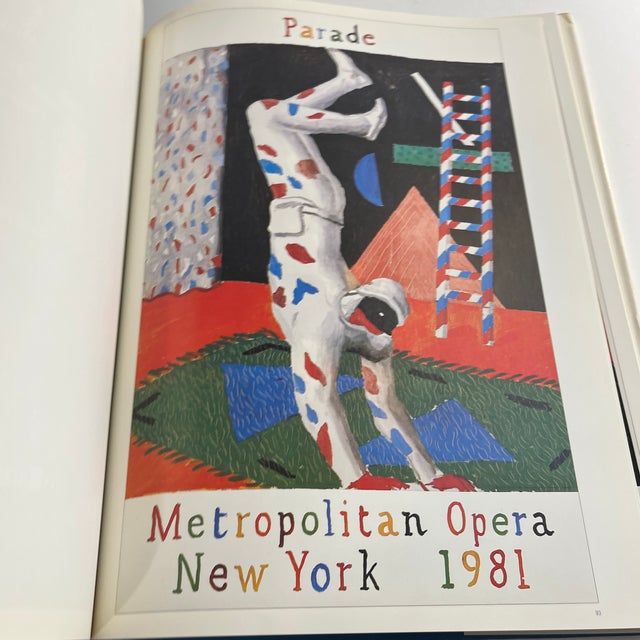 Parade
Metropolitan Opera
New York 1981